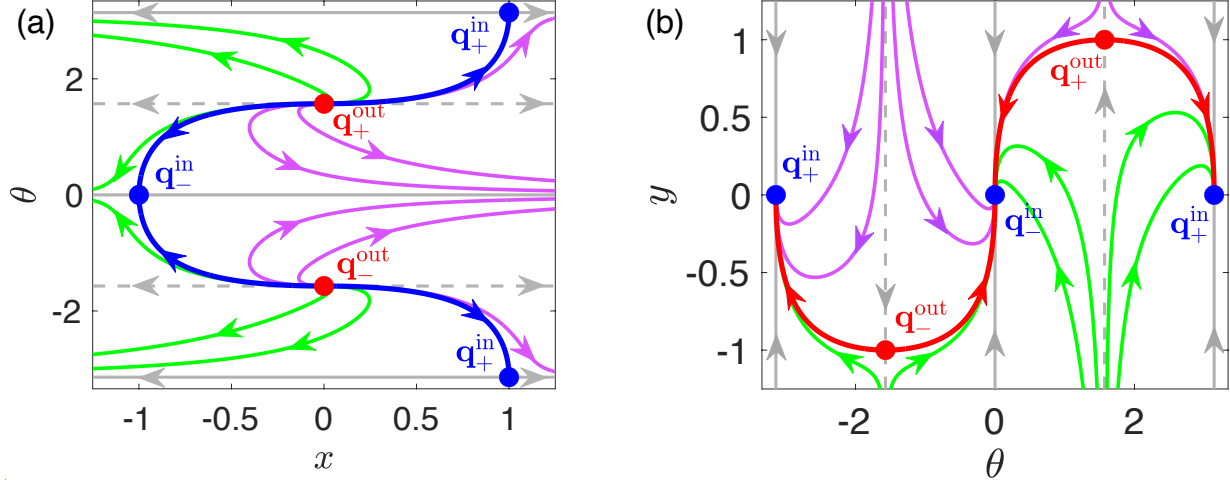 (a)
θ
2
0
-2
q₊ⁱⁿ
q₊ᵒᵘᵗ
q₋ⁱⁿ
q₋ᵒᵘᵗ
q₊ⁱⁿ
-1 -0.5 0 0.5 1
x
(b)
y
1
0.5
0
-0.5
-1
q₊ᵒᵘᵗ
q₊ⁱⁿ
q₋ⁱⁿ
q₊ⁱⁿ
q₋ᵒᵘᵗ
-2 0 2
θ